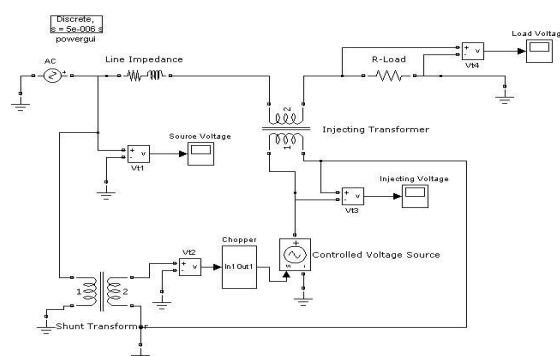 Discrete,
s = 5e-006 s
powergui
AC
Line Impedance
R-Load
Load Voltage
+
-
v
Vt4
2
1
Injecting Transformer
Source Voltage
+
-
v
Vt1
Injecting Voltage
+
-
v
Vt3
Vt2
+
-
v
Chopper
In1 Out1
+
s
-
Controlled Voltage Source
1
2
Shunt Transformer